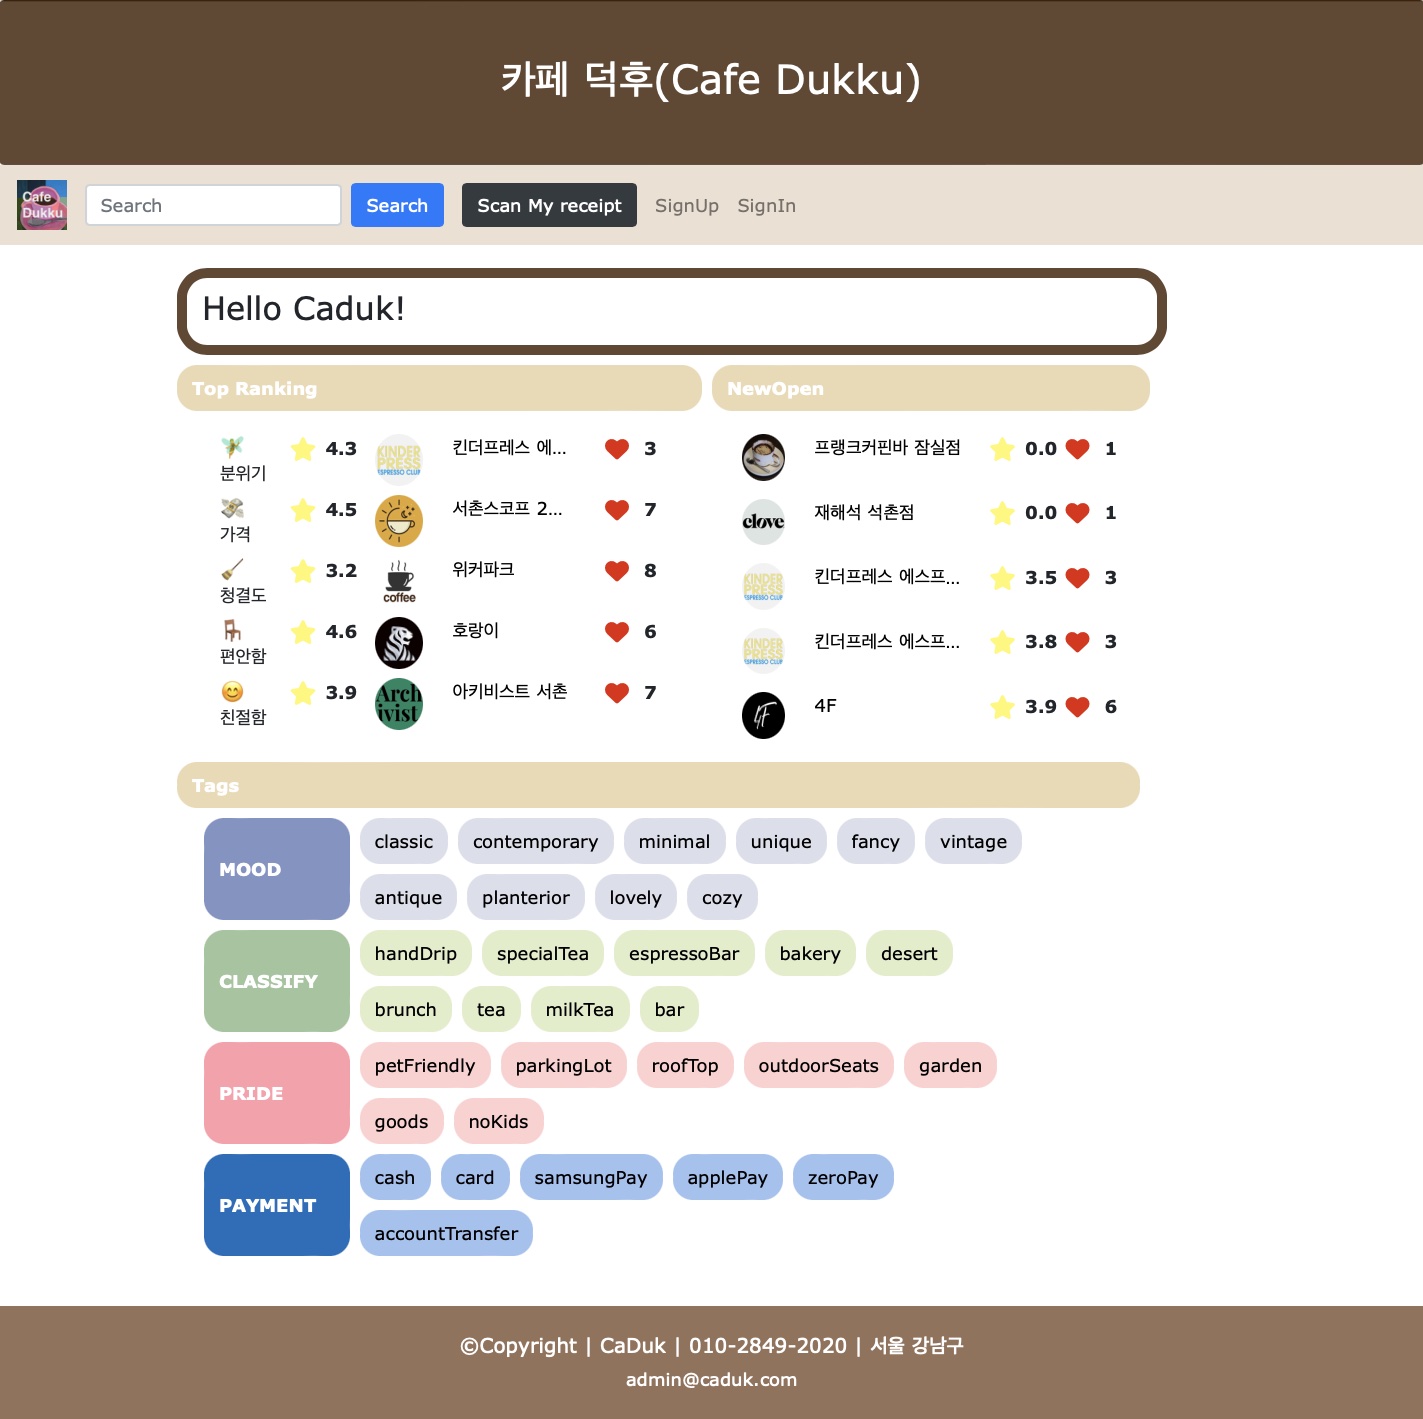 카페 덕후(Cafe Dukku)
Cafe
Dukku
Search
Search
Scan My receipt
SignUp
SignIn
Hello Caduk!
Top Ranking
분위기
4.3
KINDER
PRESS
ESPRESSO CLUB
킨더프레스 에...
3
가격
4.5
서촌스코프 2...
7
청결도
3.2
coffee
위커파크
8
편안함
4.6
호랑이
6
친절함
3.9
Arch
ivist
아키비스트 서촌
7
NewOpen
프랭크커핀바 잠실점
0.0
1
clove
재해석 석촌점
0.0
1
KINDER
PRESS
ESPRESSO CLUB
킨더프레스 에스프...
3.5
3
KINDER
PRESS
ESPRESSO CLUB
킨더프레스 에스프...
3.8
3
4F
4F
3.9
6
Tags
MOOD
classic contemporary minimal unique fancy vintage
antique planterior lovely cozy
CLASSIFY
handDrip specialTea espressoBar bakery desert
brunch tea milkTea bar
PRIDE
petFriendly parkingLot roofTop outdoorSeats garden
goods noKids
PAYMENT
cash card samsungPay applePay zeroPay
accountTransfer
©Copyright | CaDuk | 010-2849-2020 | 서울 강남구
admin@caduk.com